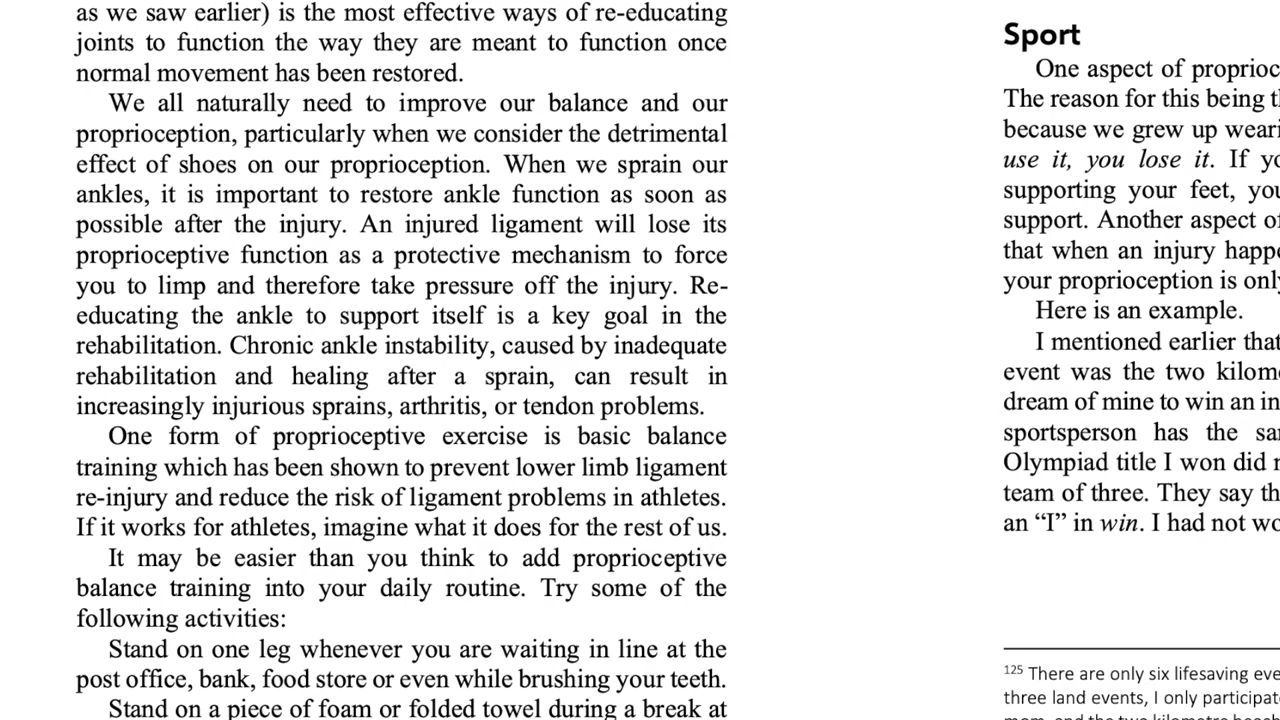 as we saw earlier) is the most effective ways of re-educating
joints to function the way they are meant to function once
normal movement has been restored.
We all naturally need to improve our balance and our
proprioception, particularly when we consider the detrimental
effect of shoes on our proprioception. When we sprain our
ankles, it is important to restore ankle function as soon as
possible after the injury. An injured ligament will lose its
proprioceptive function as a protective mechanism to force
you to limp and therefore take pressure off the injury. Re-
educating the ankle to support itself is a key goal in the
rehabilitation. Chronic ankle instability, caused by inadequate
rehabilitation and healing after a sprain, can result in
increasingly injurious sprains, arthritis, or tendon problems.
One form of proprioceptive exercise is basic balance
training which has been shown to prevent lower limb ligament
re-injury and reduce the risk of ligament problems in athletes.
If it works for athletes, imagine what it does for the rest of us.
It may be easier than you think to add proprioceptive
balance training into your daily routine. Try some of the
following activities:
Stand on one leg whenever you are waiting in line at the
post office, bank, food store or even while brushing your teeth.
Stand on a piece of foam or folded towel during a break at
Sport
One aspect of
The reason for this being
because we grew up
use it, you lose it. If
supporting your feet,
support. Another aspect
that when an injury
your proprioception is
Here is an example.
I mentioned earlier that
event was the two
dream of mine to win an
sportsperson has the
Olympiad title I won did
team of three. They say
an “I” in win. I had not
125 There are only six lifesaving
three land events, I only